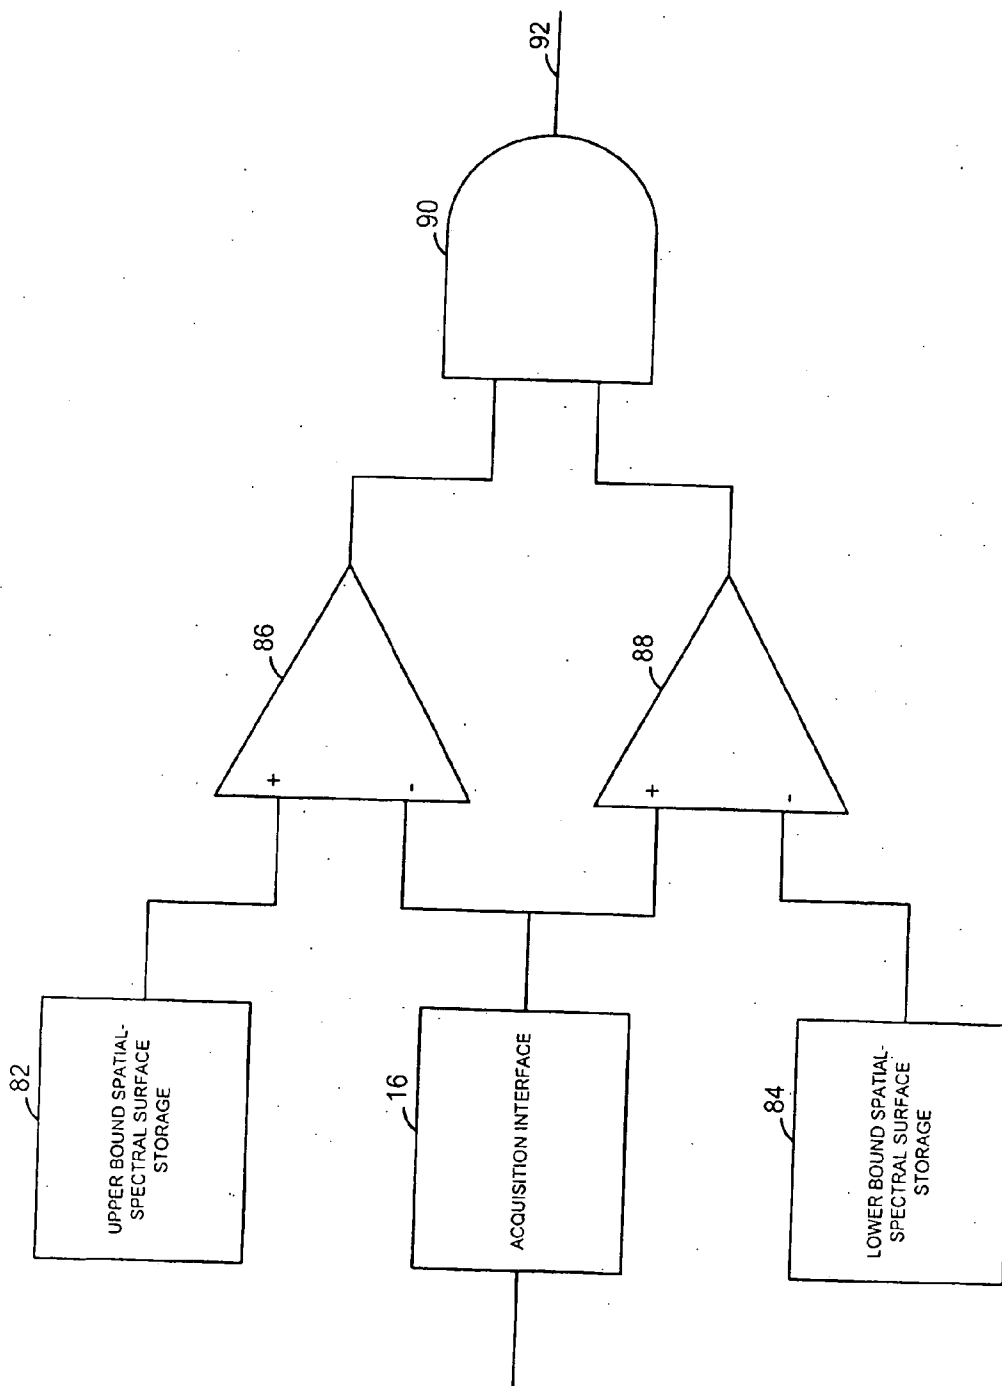 92
90
86
+
-
88
+
-
82
UPPER BOUND SPATIAL-
SPECTRAL SURFACE
STORAGE
16
ACQUISITION INTERFACE
84
LOWER BOUND SPATIAL-
SPECTRAL SURFACE
STORAGE